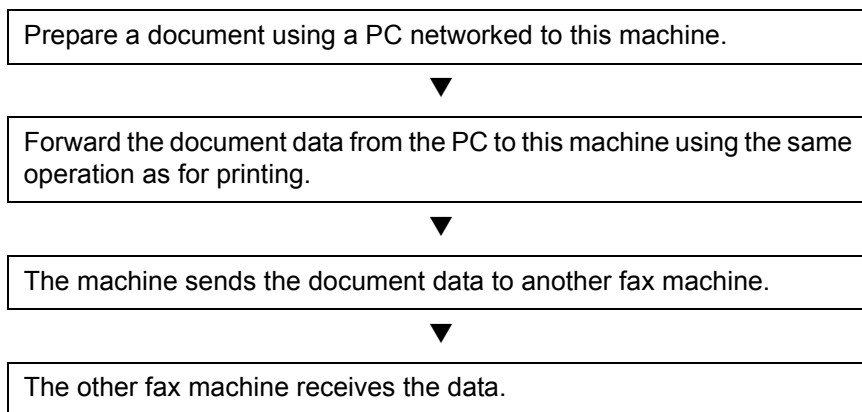 Prepare a document using a PC networked to this machine.
▼
Forward the document data from the PC to this machine using the same
operation as for printing.
▼
The machine sends the document data to another fax machine.
▼
The other fax machine receives the data.